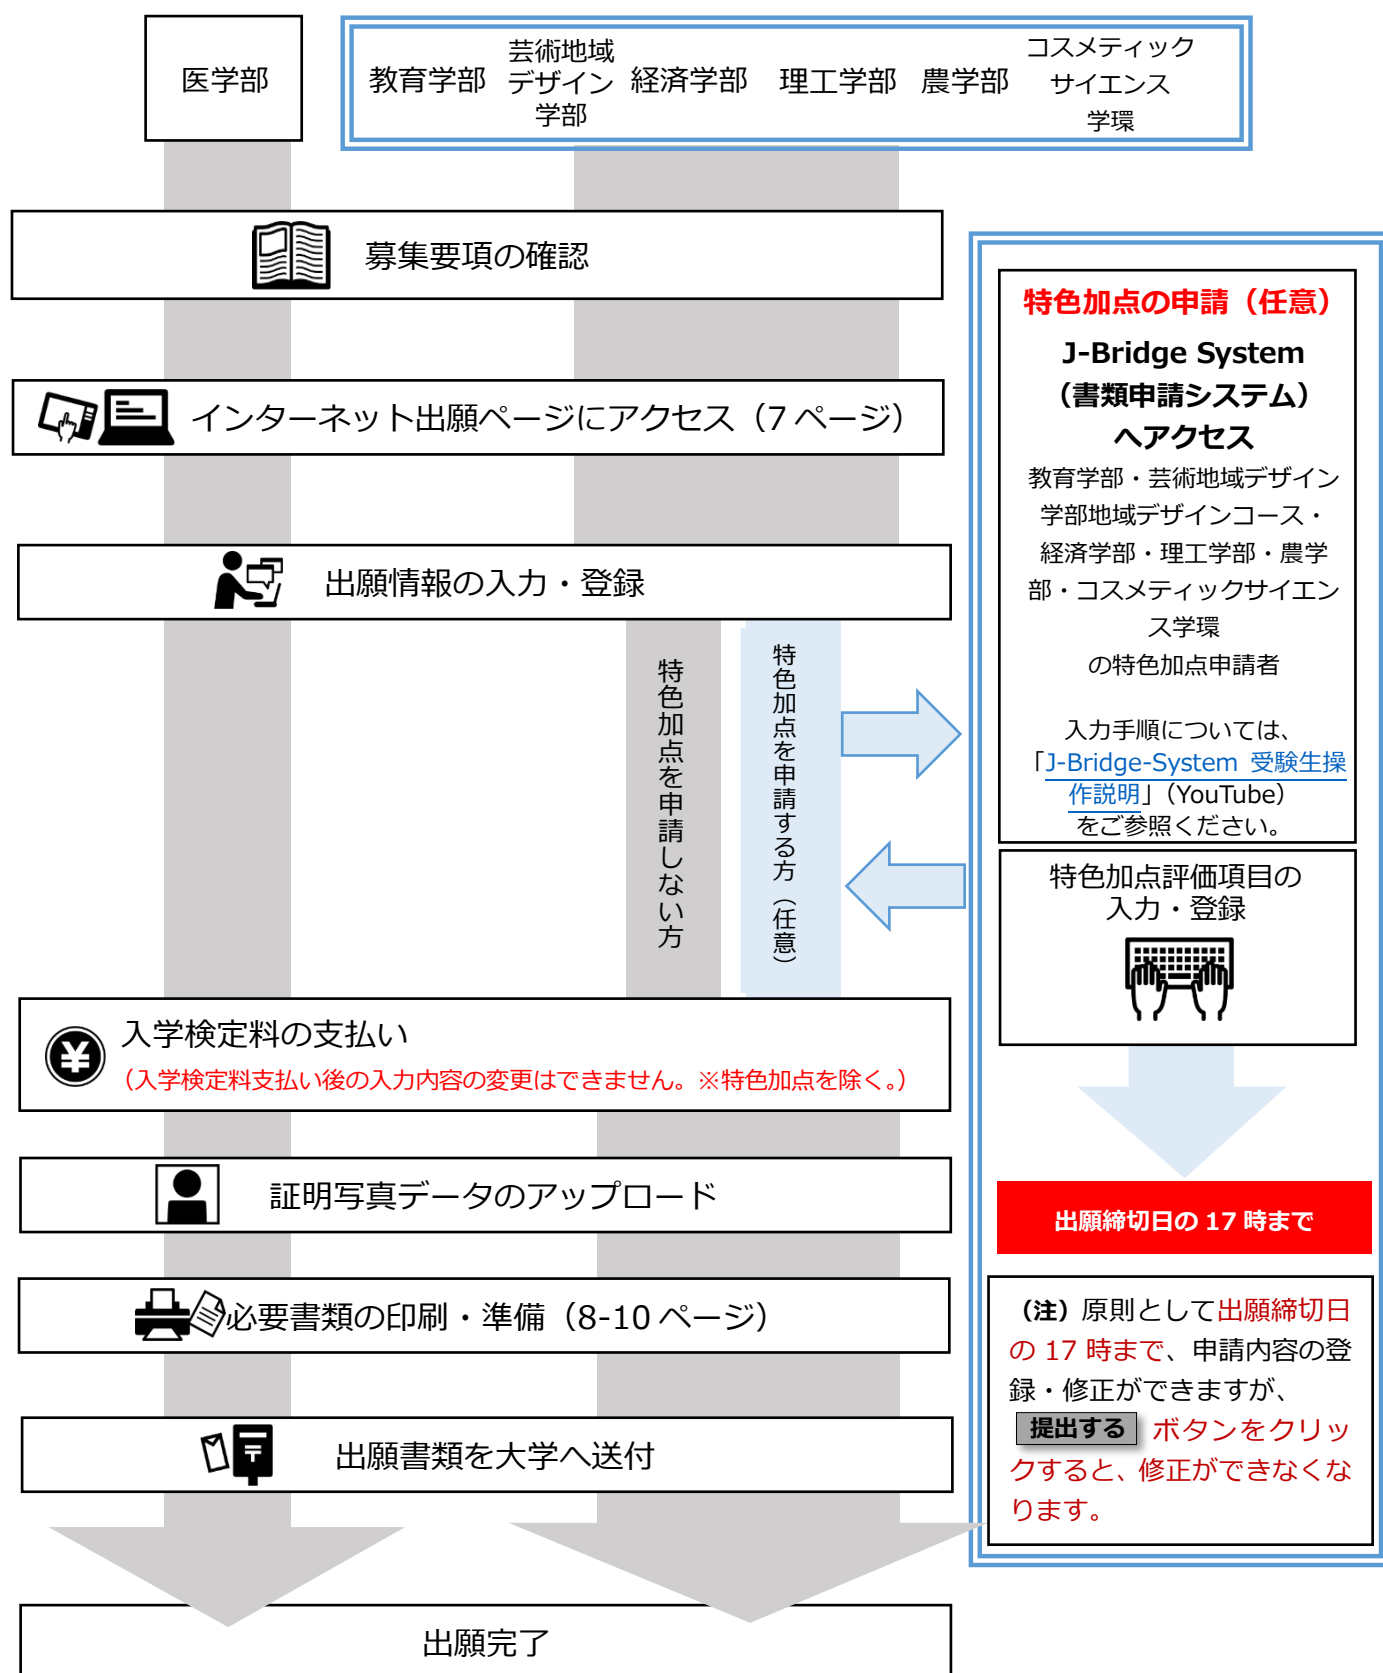 医学部
教育学部
芸術地域
デザイン
学部
経済学部
理工学部
農学部
コスメティック
サイエンス
学環
募集要項の確認
インターネット出願ページにアクセス（7 ページ）
出願情報の入力・登録
特色加点を申請しない方
特色加点を申請する方（任意）
特色加点の申請（任意）
J-Bridge System
（書類申請システム）
へアクセス
教育学部・芸術地域デザイン
学部地域デザインコース・
経済学部・理工学部・農学
部・コスメティックサイエン
ス学環
の特色加点申請者
入力手順については、
「J-Bridge-System 受験生操
作説明」（YouTube）
をご参照ください。
特色加点評価項目の
入力・登録
出願締切日の 17 時まで
（注）原則として出願締切日
の 17 時まで、申請内容の登
録・修正ができますが、
提出する ボタンをクリッ
クすると、修正ができなくな
ります。
入学検定料の支払い
（入学検定料支払い後の入力内容の変更はできません。※特色加点を除く。）
証明写真データのアップロード
必要書類の印刷・準備（8-10 ページ）
出願書類を大学へ送付
出願完了